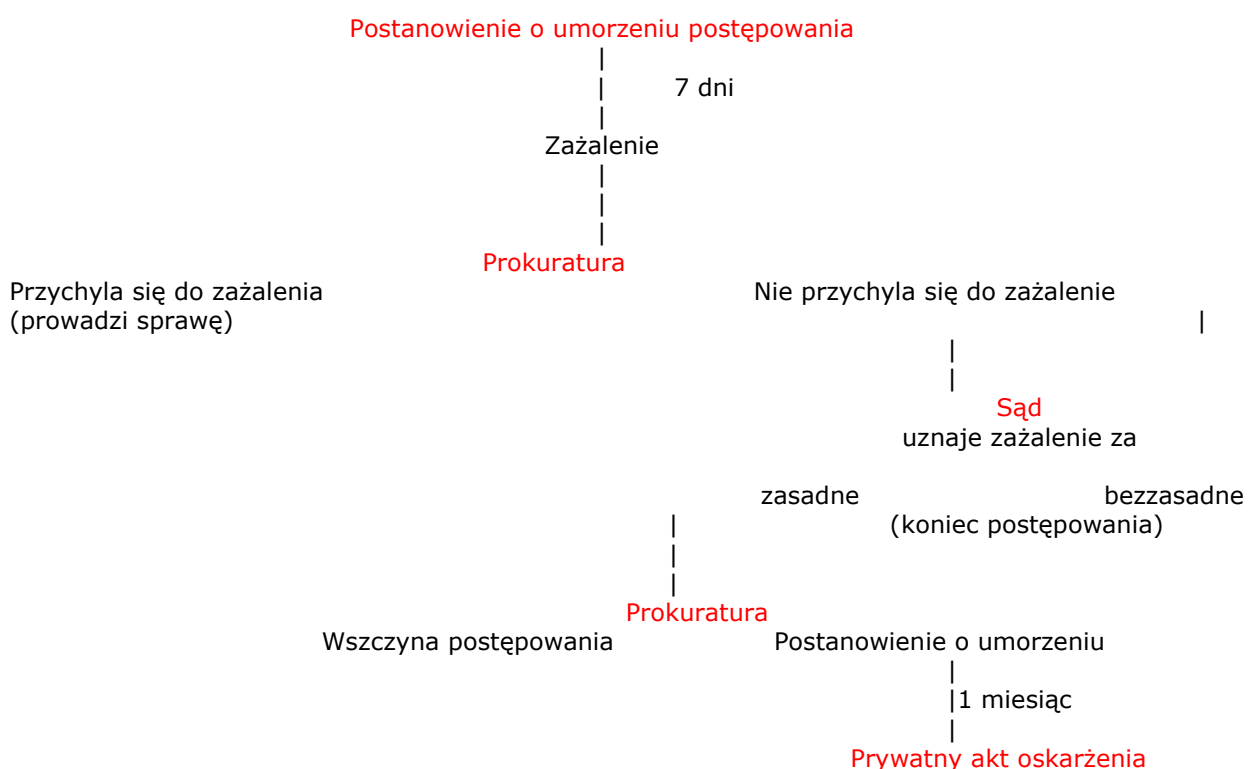 Postanowienie o umorzeniu postępowania
|
| 7 dni
|
Zażalenie
|
|
|
Prokuratura
Przychyla się do zażalenia Nie przychyla się do zażalenie
(prowadzi sprawę) |
|
|
Sąd
uznaje zażalenie za
zasadne bezzasadne
| (koniec postępowania)
|
|
Prokuratura
Wszczyna postępowania Postanowienie o umorzeniu
|
|1 miesiąc
|
Prywatny akt oskarżenia